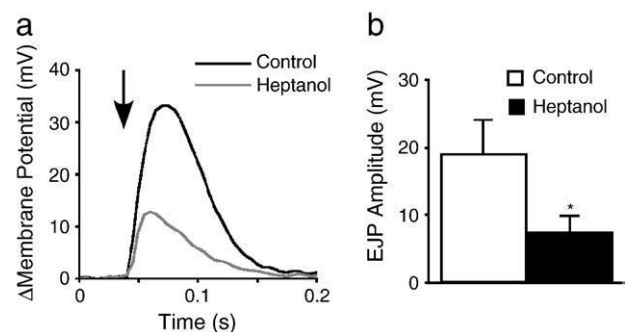 a
Control
Heptanol
ΔMembrane Potential (mV)
40
30
20
10
0
0
0.1
0.2
Time (s)
b
Control
Heptanol
EJP Amplitude (mV)
30
20
10
0
*